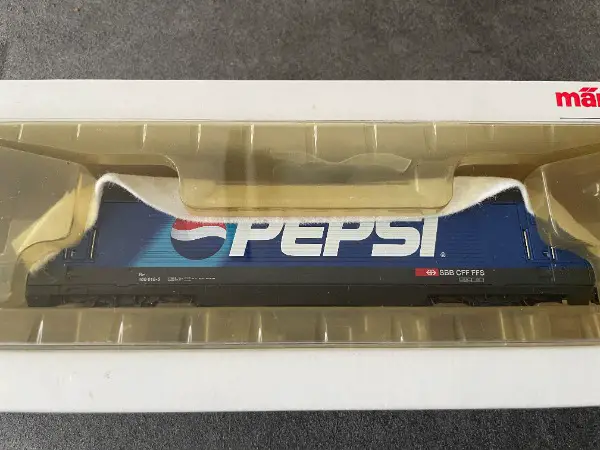 mär
PEPSI
®
SBB CFF FFS